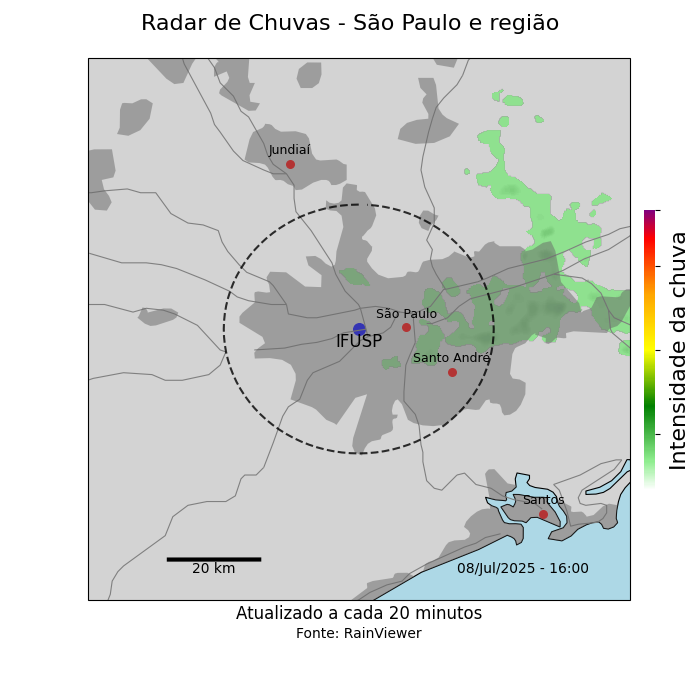 Radar de Chuvas - São Paulo e região
Jundiaí
São Paulo
IFUSP
Santo André
Santos
20 km
08/Jul/2025 - 16:00
Intensidade da chuva
Atualizado a cada 20 minutos
Fonte: RainViewer